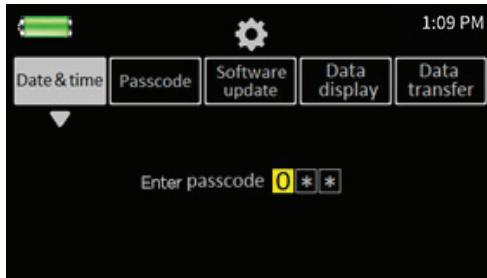 1:09 PM
Date & time
Passcode
Software
update
Data
display
Data
transfer
Enter passcode 0**